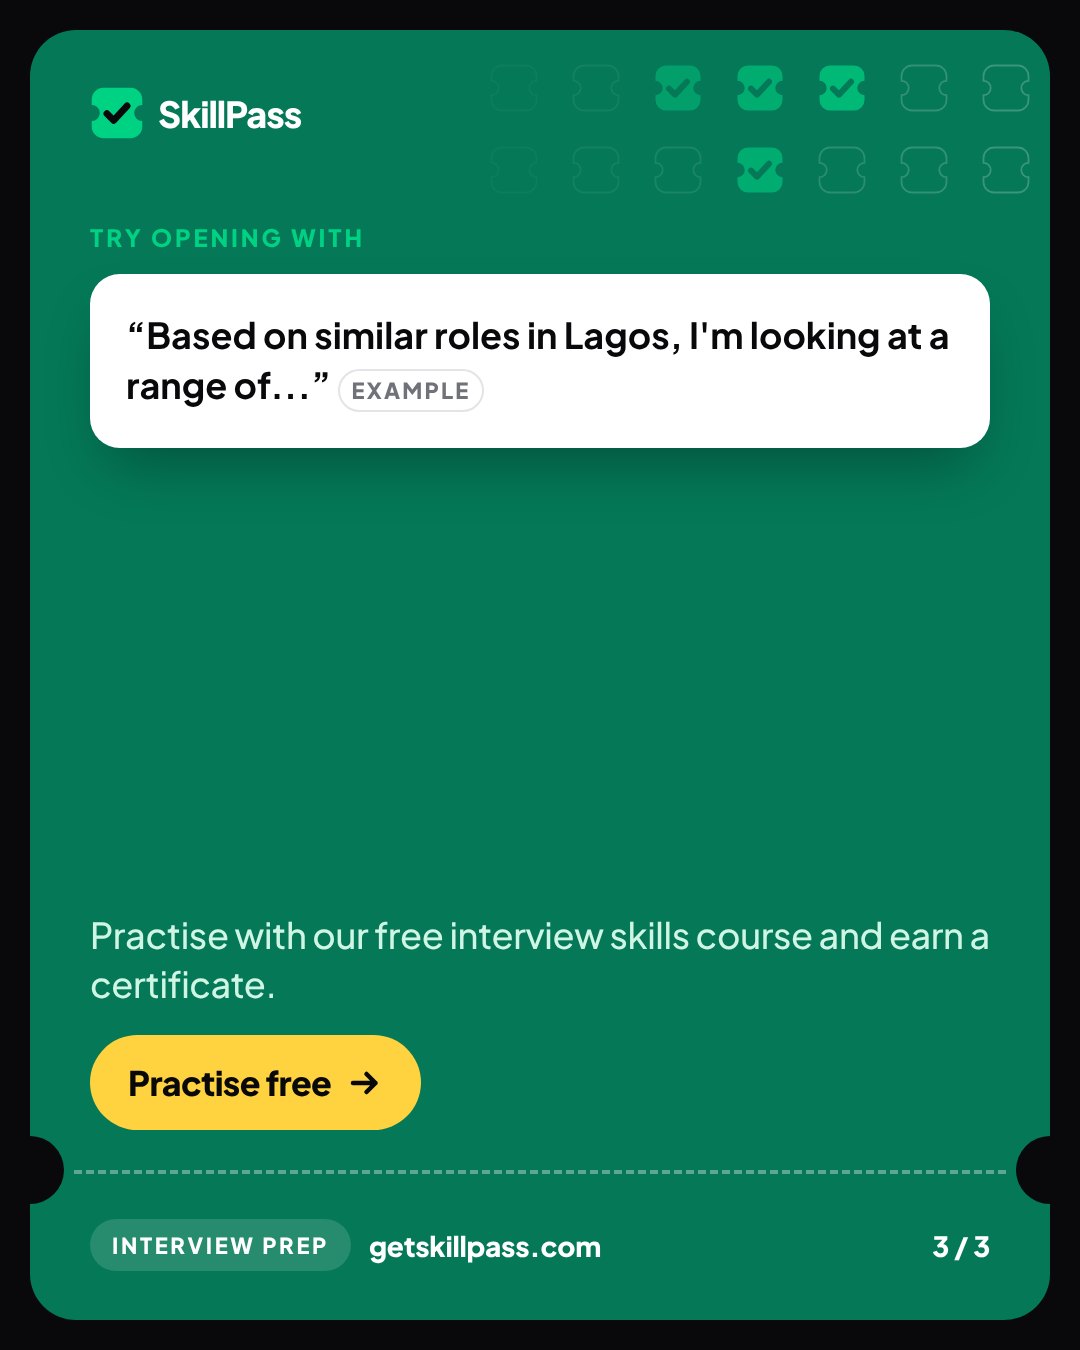 SkillPass
TRY OPENING WITH
“Based on similar roles in Lagos, I'm looking at a
range of...” EXAMPLE
Practise with our free interview skills course and earn a
certificate.
Practise free →
INTERVIEW PREP getskillpass.com 3 / 3